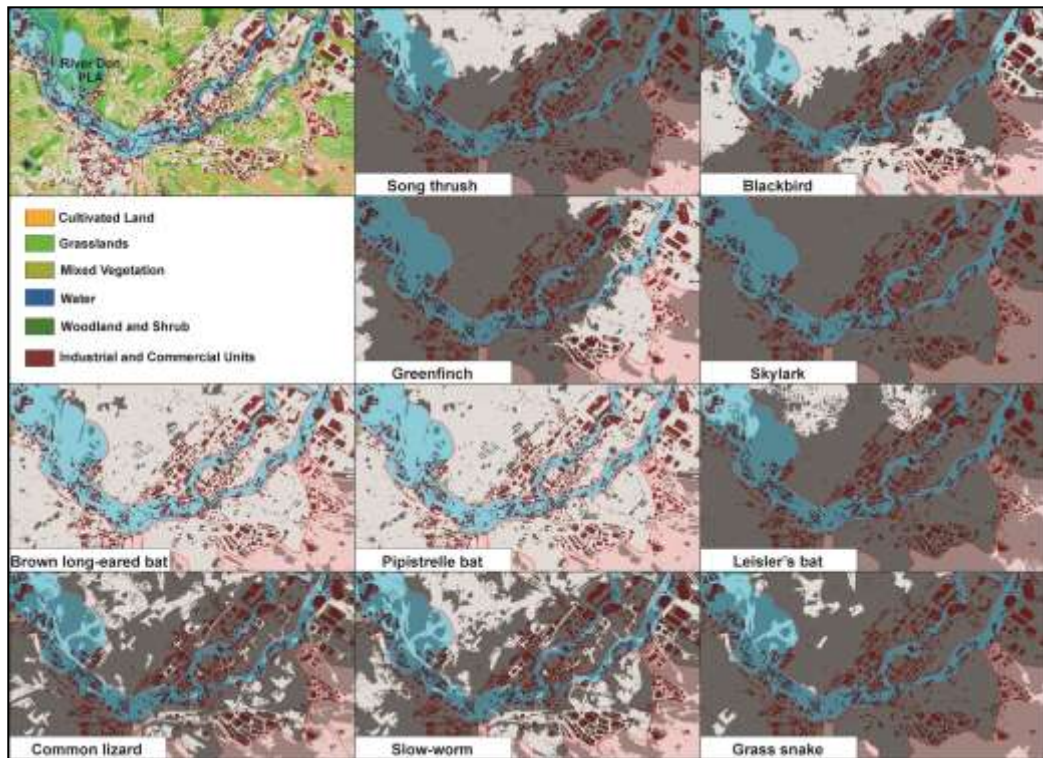 River Don
PLA
Song thrush
Blackbird
Cultivated Land
Grasslands
Mixed Vegetation
Water
Woodland and Shrub
Industrial and Commercial Units
Greenfinch
Skylark
Brown long-eared bat
Pipistrelle bat
Leisler's bat
Common lizard
Slow-worm
Grass snake